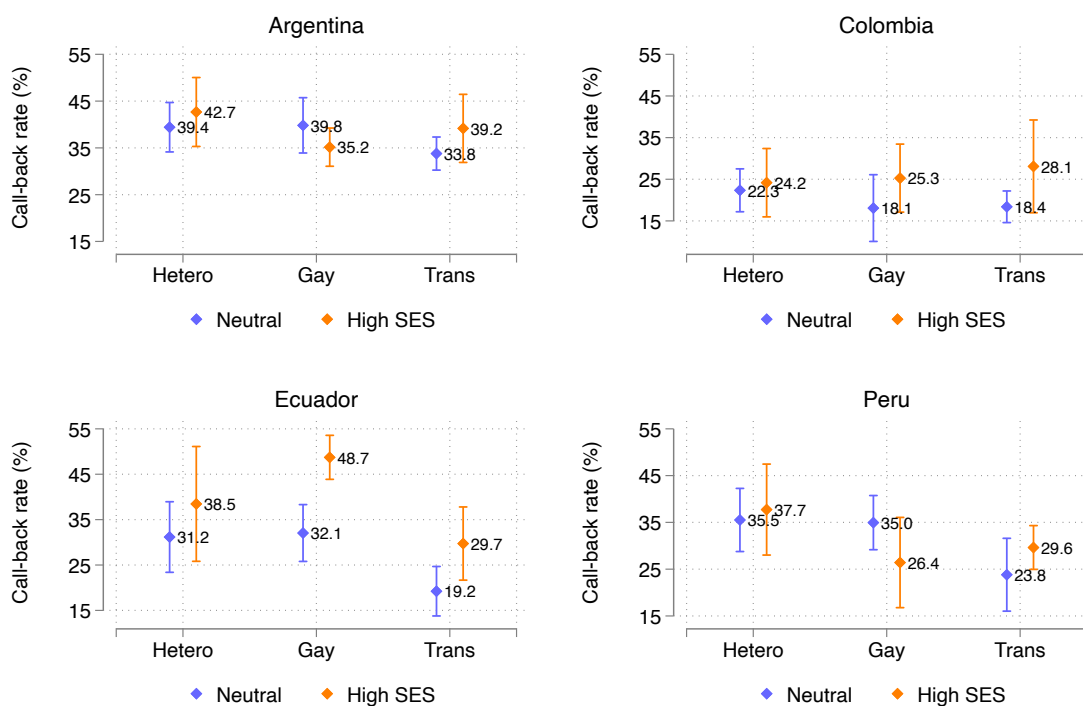 Argentina
Call-back rate (%)
55
45
35
25
15
39.4
42.7
39.8
35.2
33.8
39.2
Hetero Gay Trans
Neutral High SES
Colombia
Call-back rate (%)
55
45
35
25
15
22.3
24.2
18.1
25.3
18.4
28.1
Hetero Gay Trans
Neutral High SES
Ecuador
Call-back rate (%)
55
45
35
25
15
31.2
38.5
32.1
48.7
19.2
29.7
Hetero Gay Trans
Neutral High SES
Peru
Call-back rate (%)
55
45
35
25
15
35.5
37.7
35.0
26.4
23.8
29.6
Hetero Gay Trans
Neutral High SES